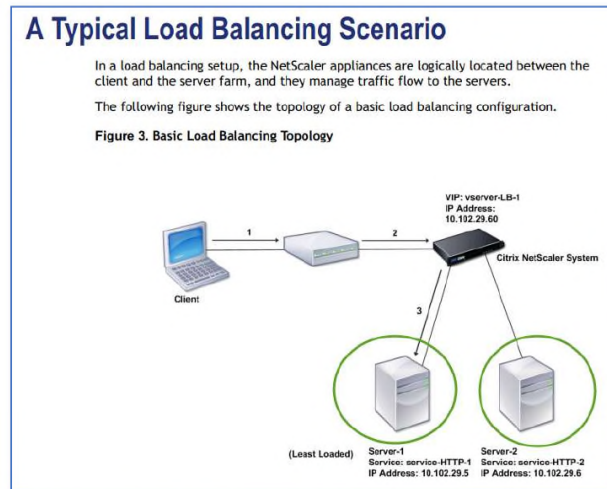 A Typical Load Balancing Scenario
In a load balancing setup, the NetScaler appliances are logically located between the
client and the server farm, and they manage traffic flow to the servers.
The following figure shows the topology of a basic load balancing configuration.
Figure 3. Basic Load Balancing Topology
VIP: vserver-LB-1
IP Address:
10.102.29.60
1
2
Citrix NetScaler System
Client
3
(Least Loaded)
Server-1
Service: service-HTTP-1
IP Address: 10.102.29.5
Server-2
Service: service-HTTP-2
IP Address: 10.102.29.6